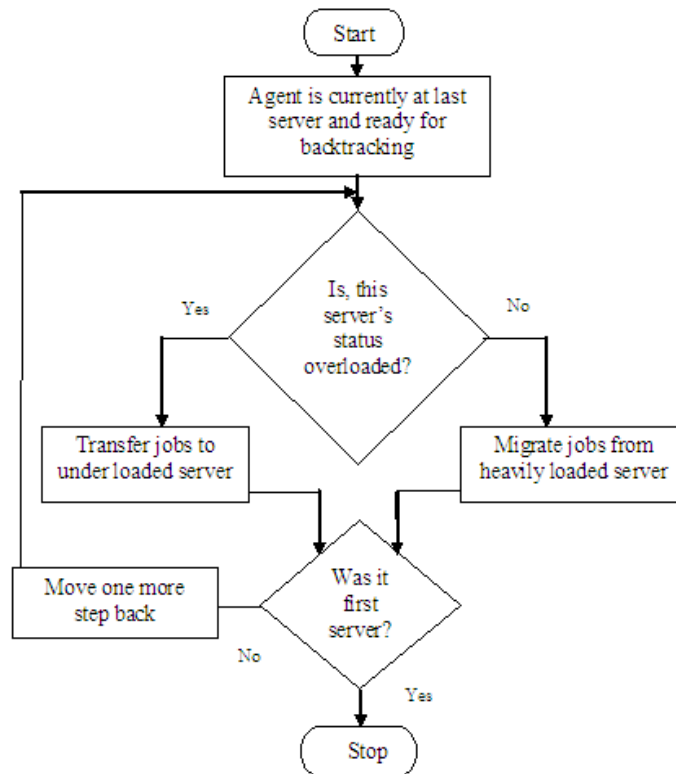 Start
Agent is currently at last
server and ready for
backtracking
Is, this
server's
status
overloaded?
Yes
No
Transfer jobs to
under loaded server
Migrate jobs from
heavily loaded server
Was it
first
server?
Move one more
step back
No
Yes
Stop